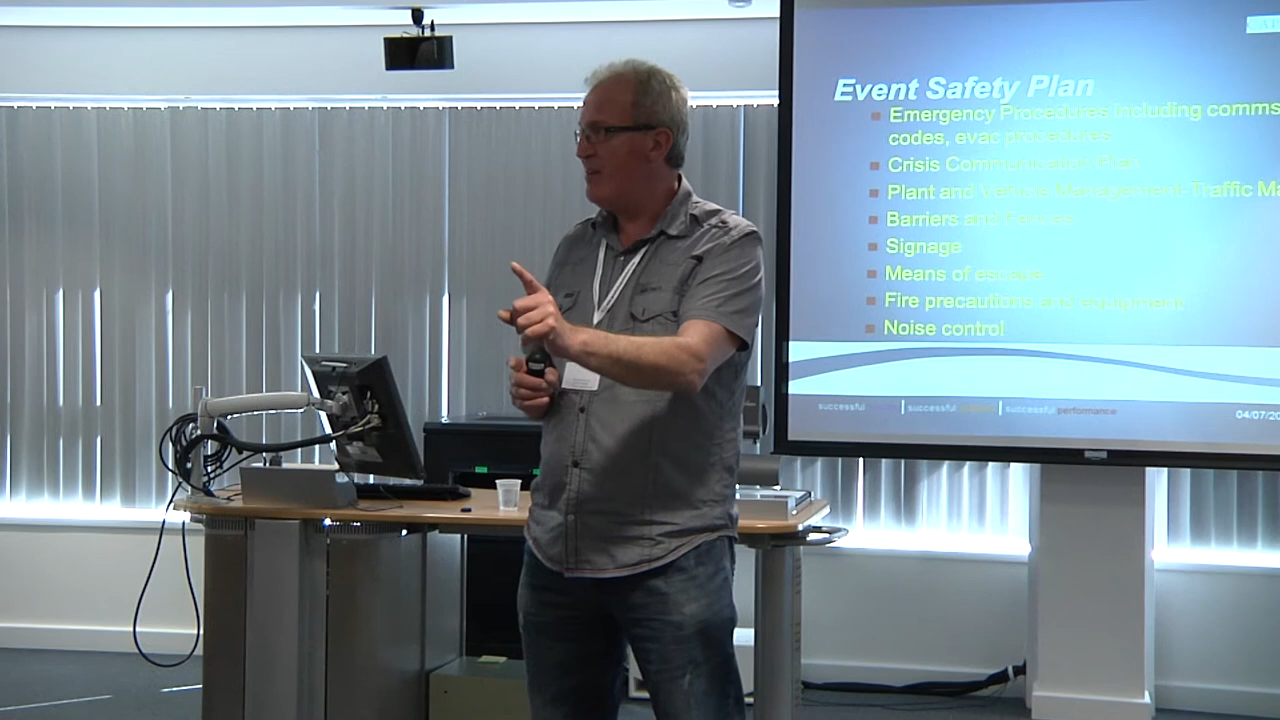 Event Safety Plan
Emergency Procedures including comms
codes, evac procedures
Crisis Communication Plan
Plant and Vehicle Management-Traffic Ma
Barriers and Fences
Signage
Means of escape
Fire precautions and equipment
Noise control
successful successful successful performance
04/07/20